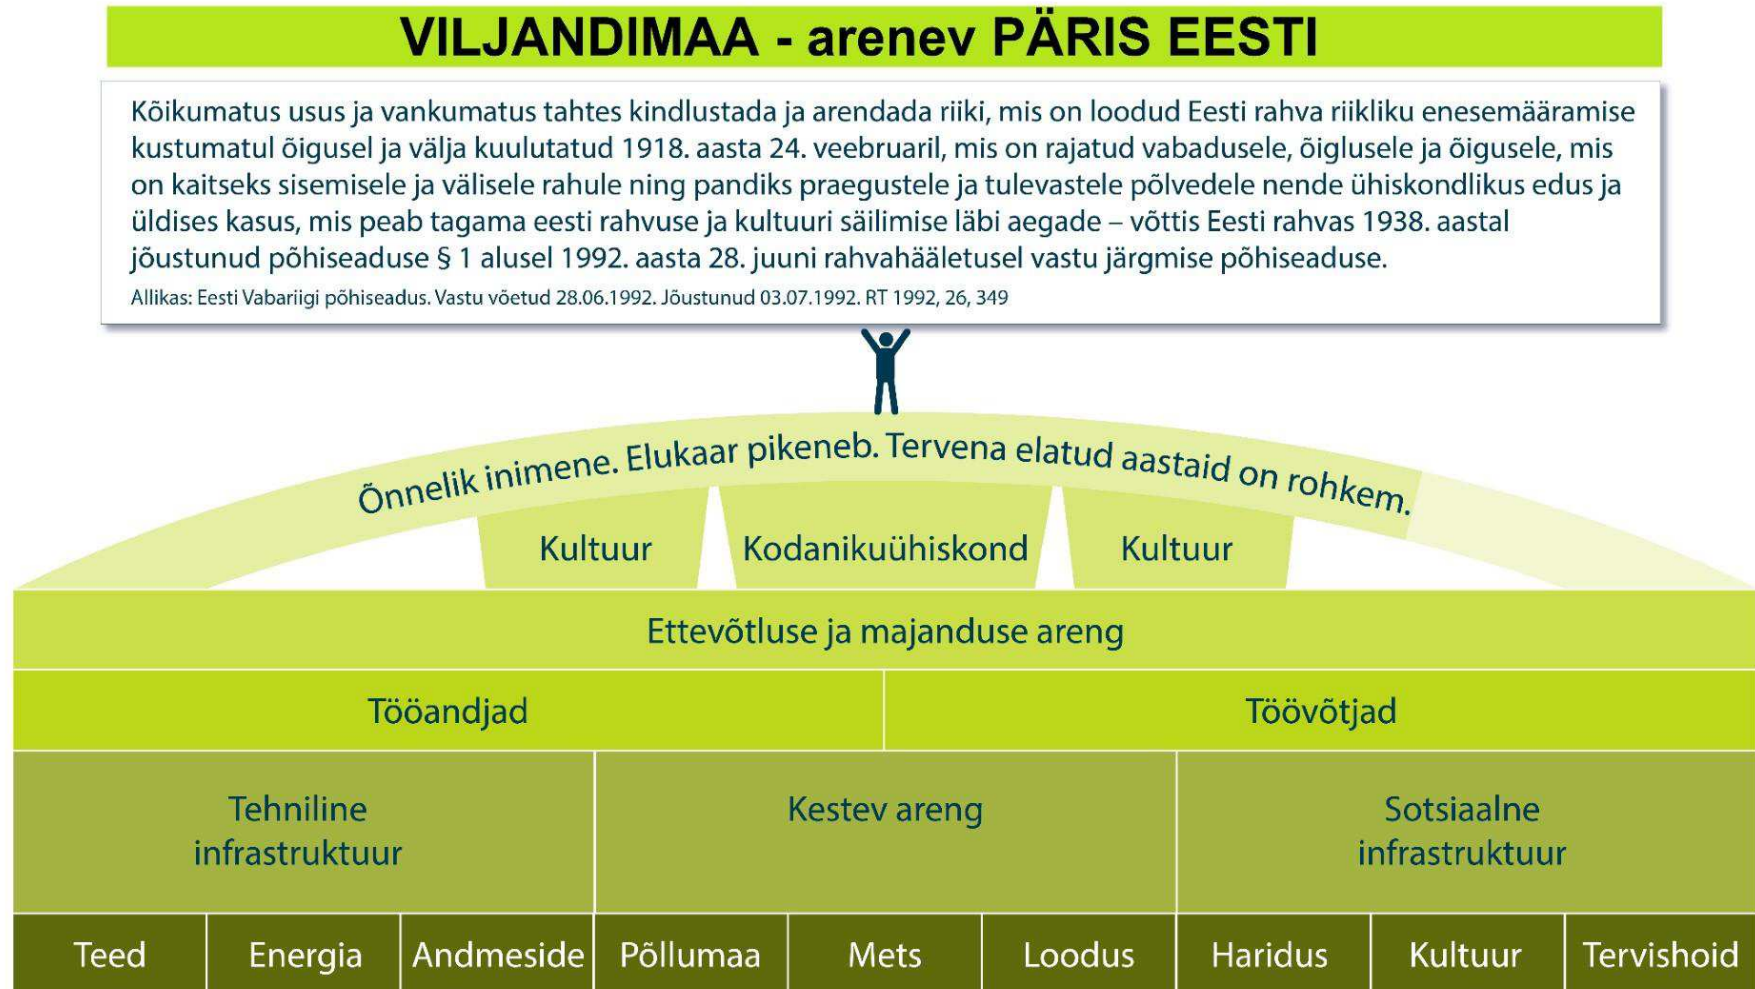 VILJANDIMAA - arenev PÄRIS EESTI
Kõikumatus usus ja vankumatus tahtes kindlustada ja arendada riiki, mis on loodud Eesti rahva riikliku enesemääramise
kustumatul õigusel ja välja kuulutatud 1918. aasta 24. veebruaril, mis on rajatud vabadusele, õiglusele ja õigusele, mis
on kaitseks sisemisele ja välisele rahule ning pandiks praegustele ja tulevastele põlvedele nende ühiskondlikus edus ja
üldises kasus, mis peab tagama eesti rahvuse ja kultuuri säilimise läbi aegade – võttis Eesti rahvas 1938. aastal
jõustunud põhiseaduse § 1 alusel 1992. aasta 28. juuni rahvahääletusel vastu järgmise põhiseaduse.
Allikas: Eesti Vabariigi põhiseadus. Vastu võetud 28.06.1992. Jõustunud 03.07.1992. RT 1992, 26, 349
Õnnelik inimene. Elukaar pikeneb. Tervena elatud aastaid on rohkem.
Kultuur Kodanikuühiskond Kultuur
Ettevõtluse ja majanduse areng
Tööandjad Töövõtjad
Tehniline
infrastruktuur
Kestev areng
Sotsiaalne
infrastruktuur
Teed Energia Andmeside Põllumaa Mets Loodus Haridus Kultuur Tervishoid